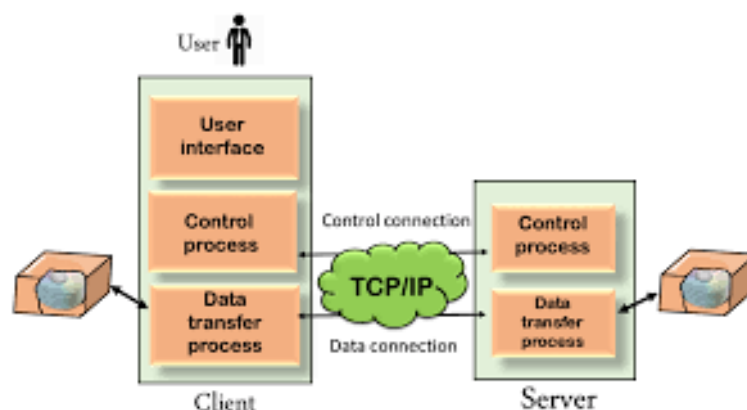 User
User
interface
Control
process
Data
transfer
process
Client
Control connection
TCP/IP
Data connection
Control
process
Data
transfer
process
Server